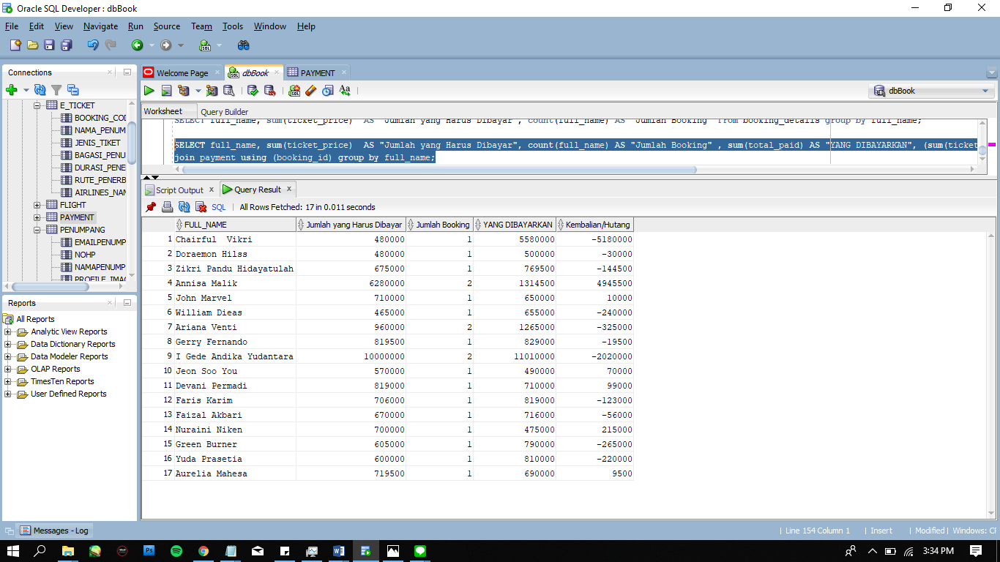 Oracle SQL Developer : dbBook
File Edit View Navigate Run Source Team Tools Window Help
Connections
E_TICKET
BOOKING_COD
NAMA_PENUM
JENIS_TIKET
BAGASI_PENU
DURASI_PENE
RUTE_PENERB
AIRLINES_NAM
FLIGHT
PAYMENT
PENUMPANG
EMAILPENUMP
NOHP
NAMAPENUMP
PROFILE_IMAG
Reports
All Reports
Analytic View Reports
Data Dictionary Reports
Data Modeler Reports
OLAP Reports
TimesTen Reports
User Defined Reports
Welcome Page dbBook PAYMENT
dbBook
Worksheet Query Builder
SELECT full_name, sum(ticket_price) AS "Jumlah yang Harus Dibayar", count(full_name) AS "Jumlah Booking" from booking_details group by full_name;
SELECT full_name, sum(ticket_price) AS "Jumlah yang Harus Dibayar", count(full_name) AS "Jumlah Booking" , sum(total_paid) AS "YANG DIBAYARKAN", (sum(ticket
join payment using (booking_id) group by full_name;
Script Output x Query Result x
SQL | All Rows Fetched: 17 in 0.011 seconds
FULL_NAME Jumlah yang Harus Dibayar Jumlah Booking YANG DIBAYARKAN Kembalian/Hutang
1 Chairful  Vikri 480000 1 5580000 -5180000
2 Doraemon Hilss 480000 1 500000 -30000
3 Zikri Pandu Hidayatulah 675000 1 769500 -144500
4 Annisa Malik 6280000 2 1314500 4945500
5 John Marvel 710000 1 650000 10000
6 William Dieas 465000 1 655000 -240000
7 Ariana Venti 960000 2 1265000 -325000
8 Gerry Fernando 819500 1 829000 -19500
9 I Gede Andika Yudantara 10000000 2 11010000 -2020000
10 Jeon Soo You 570000 1 490000 70000
11 Devani Permadi 819000 1 710000 99000
12 Faris Karim 706000 1 819000 -123000
13 Faizal Akbari 670000 1 716000 -56000
14 Nuraini Niken 700000 1 475000 215000
15 Green Burner 605000 1 790000 -265000
16 Yuda Prasetia 600000 1 810000 -220000
17 Aurelia Mahesa 719500 1 690000 9500
Messages - Log
| Line 154 Column 1 | Insert | Modified | Windows: CF
3:34 PM